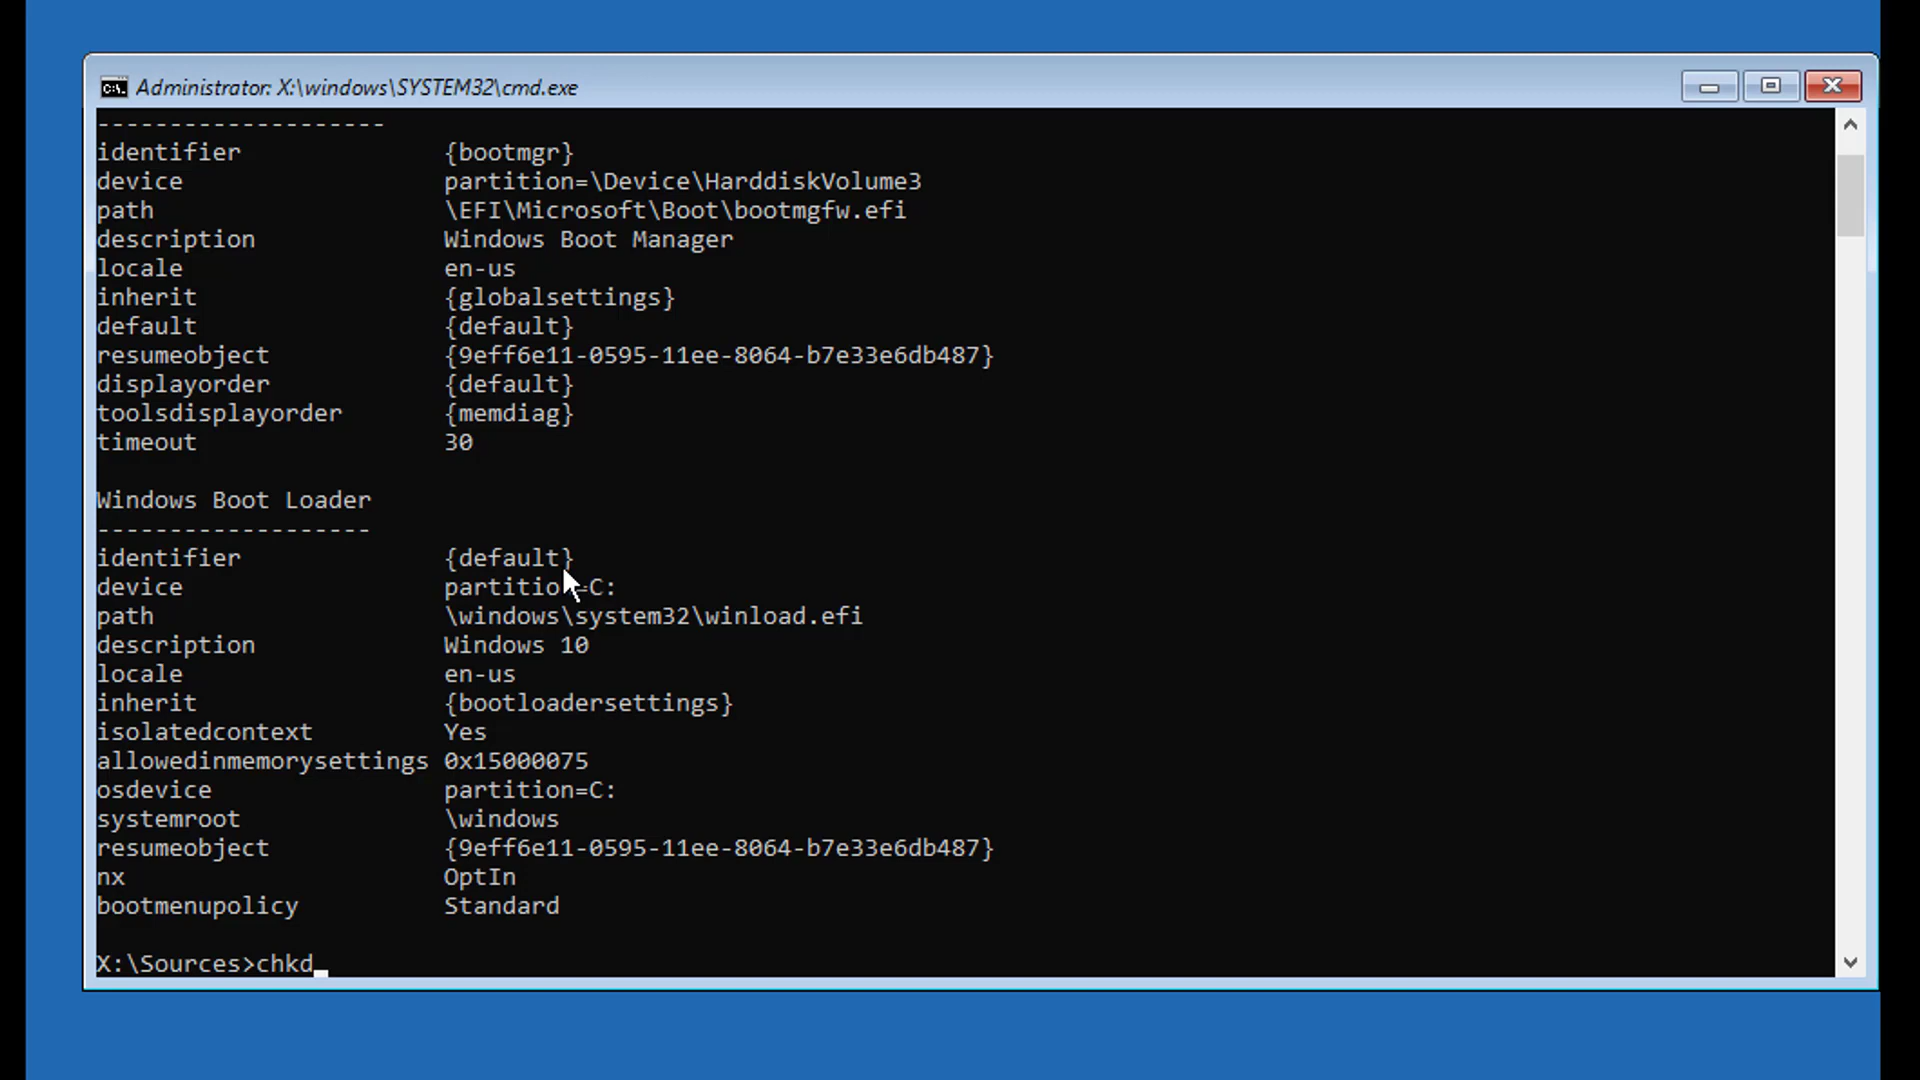 Administrator: X:\windows\SYSTEM32\cmd.exe
--------------------
identifier              {bootmgr}
device                  partition=\Device\HarddiskVolume3
path                    \EFI\Microsoft\Boot\bootmgfw.efi
description             Windows Boot Manager
locale                  en-us
inherit                 {globalsettings}
default                 {default}
resumeobject            {9eff6e11-0595-11ee-8064-b7e33e6db487}
displayorder            {default}
toolsdisplayorder       {memdiag}
timeout                 30
Windows Boot Loader
-------------------
identifier              {default}
device                  partition=C:
path                    \windows\system32\winload.efi
description             Windows 10
locale                  en-us
inherit                 {bootloadersettings}
isolatedcontext         Yes
allowedinmemorysettings 0x15000075
osdevice                partition=C:
systemroot              \windows
resumeobject            {9eff6e11-0595-11ee-8064-b7e33e6db487}
nx                      OptIn
bootmenupolicy          Standard
X:\Sources>chkd_